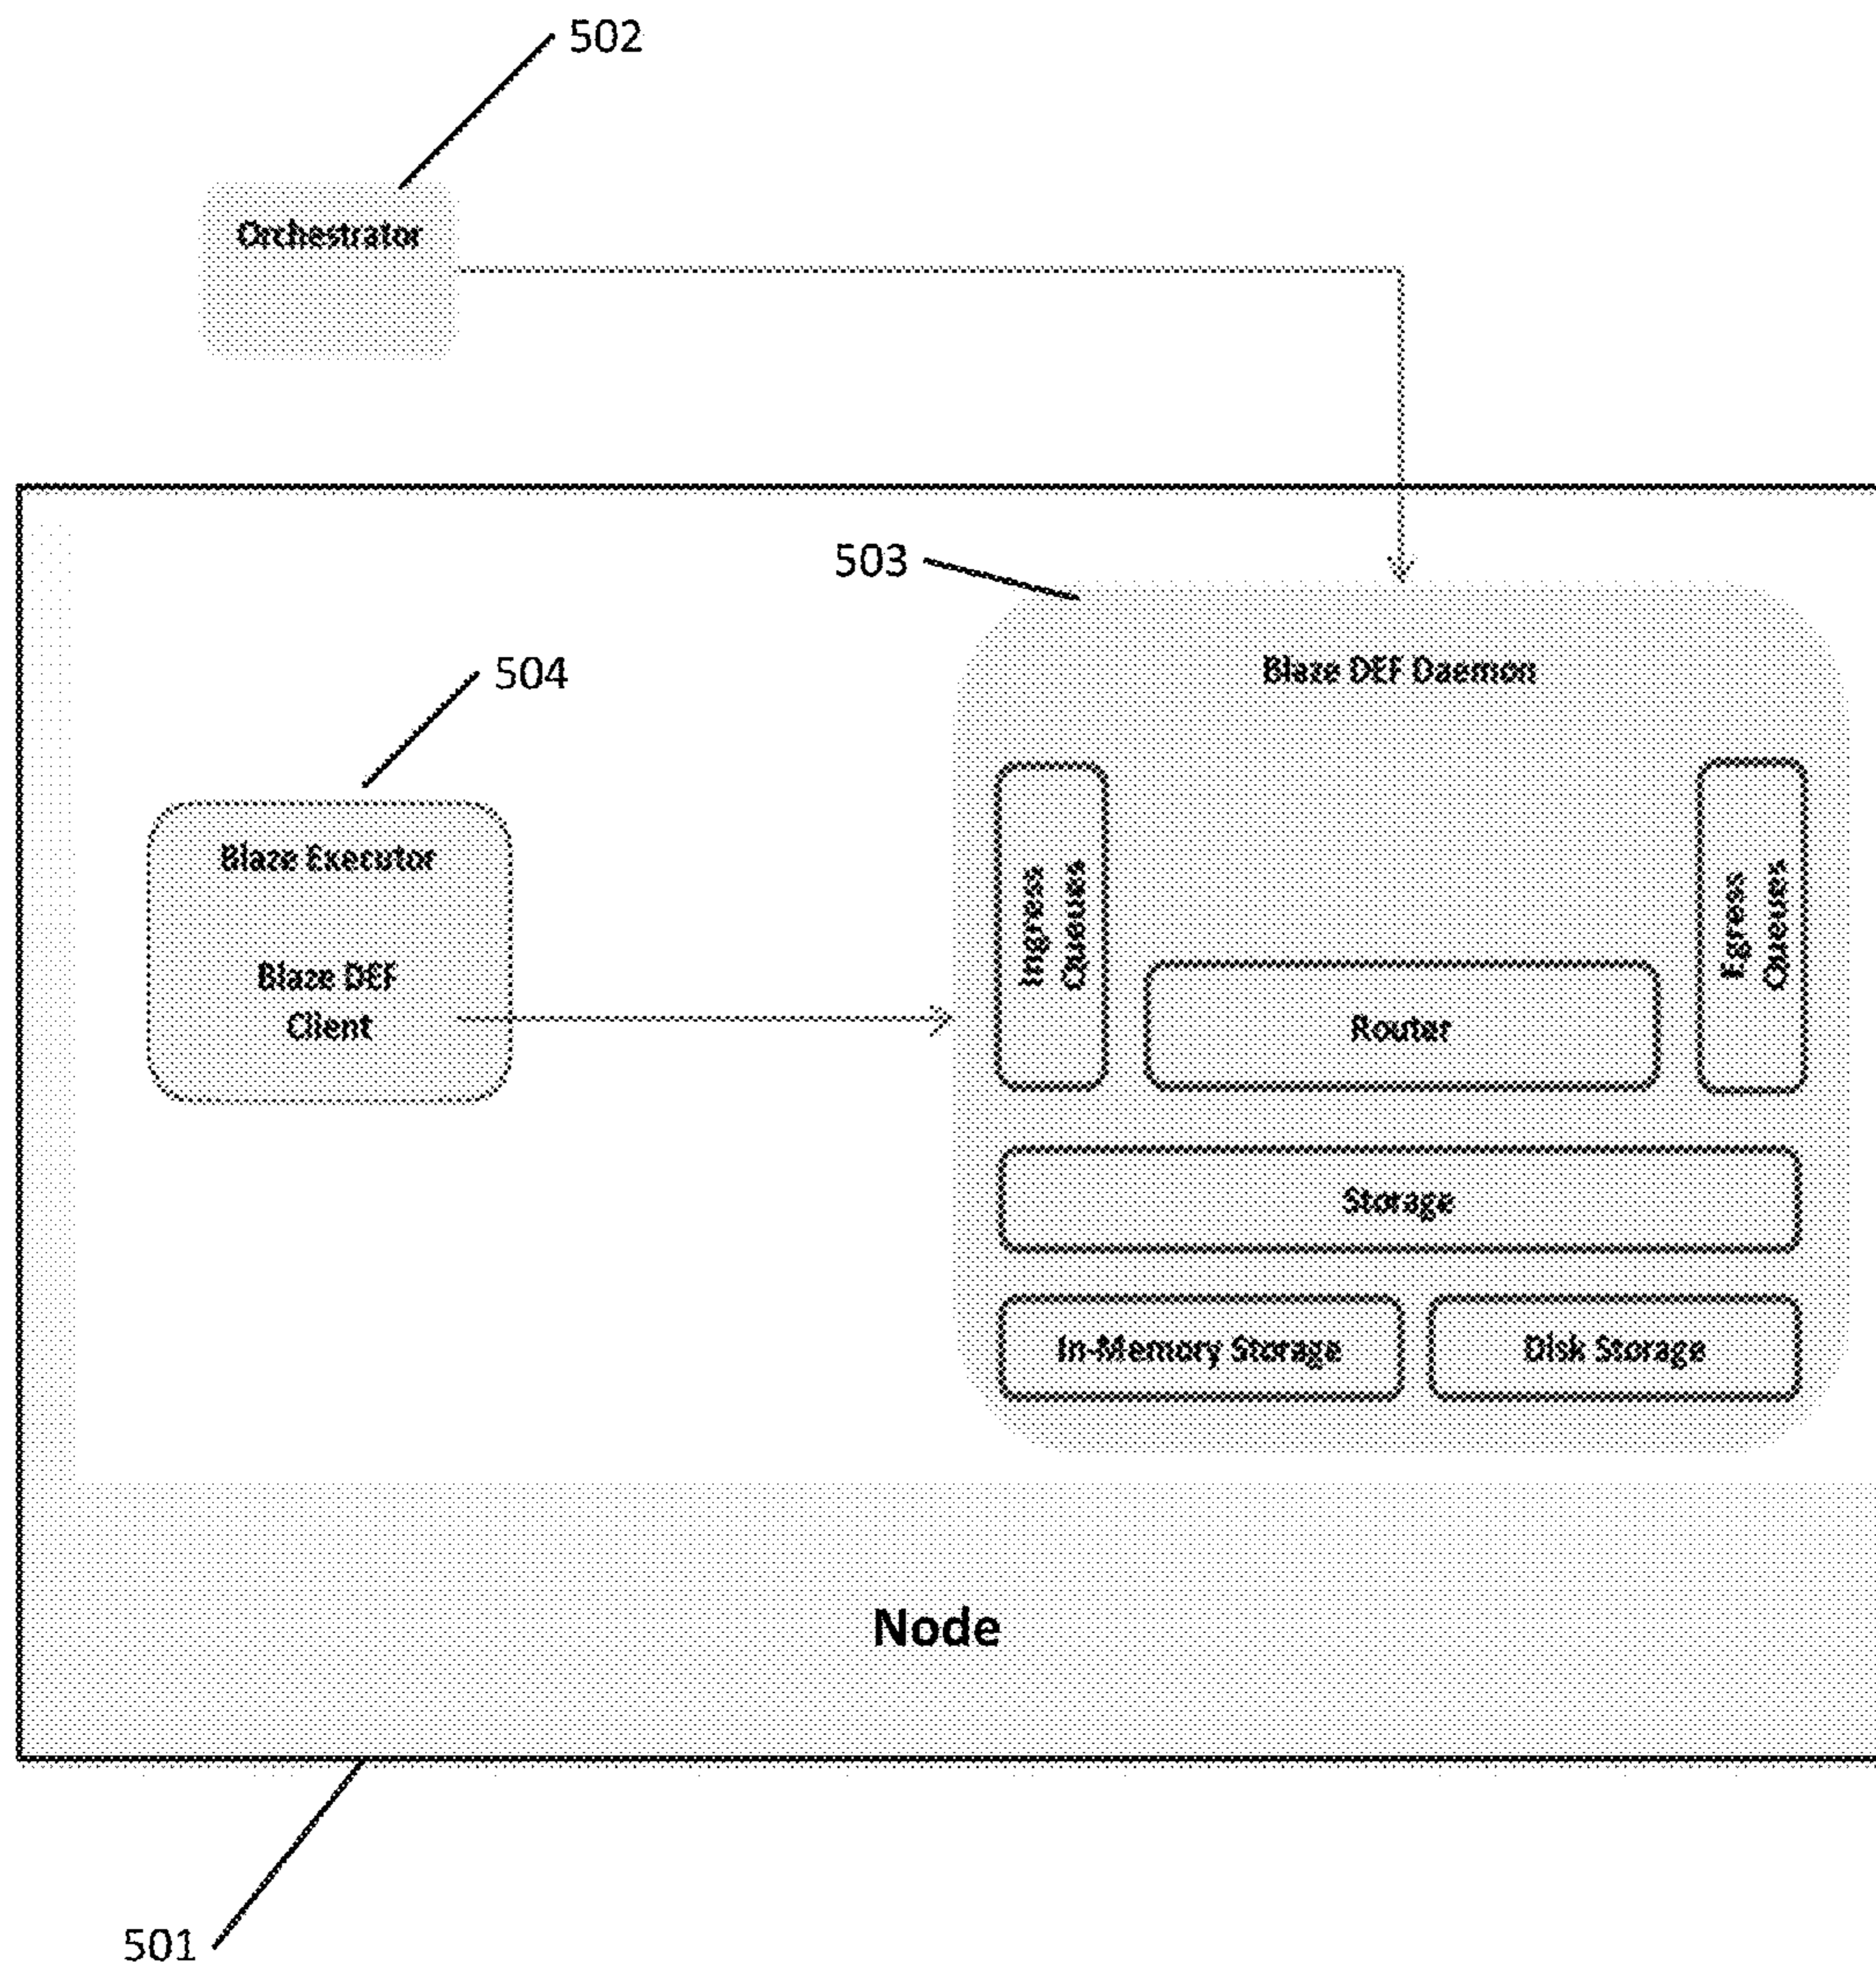 502
Orchestrator
503
Blaze DEF Daemon
504
Blaze Executor
Blaze DEF
Client
Ingress
Queues
Egress
Queues
Router
Storage
In-Memory Storage
Disk Storage
Node
501